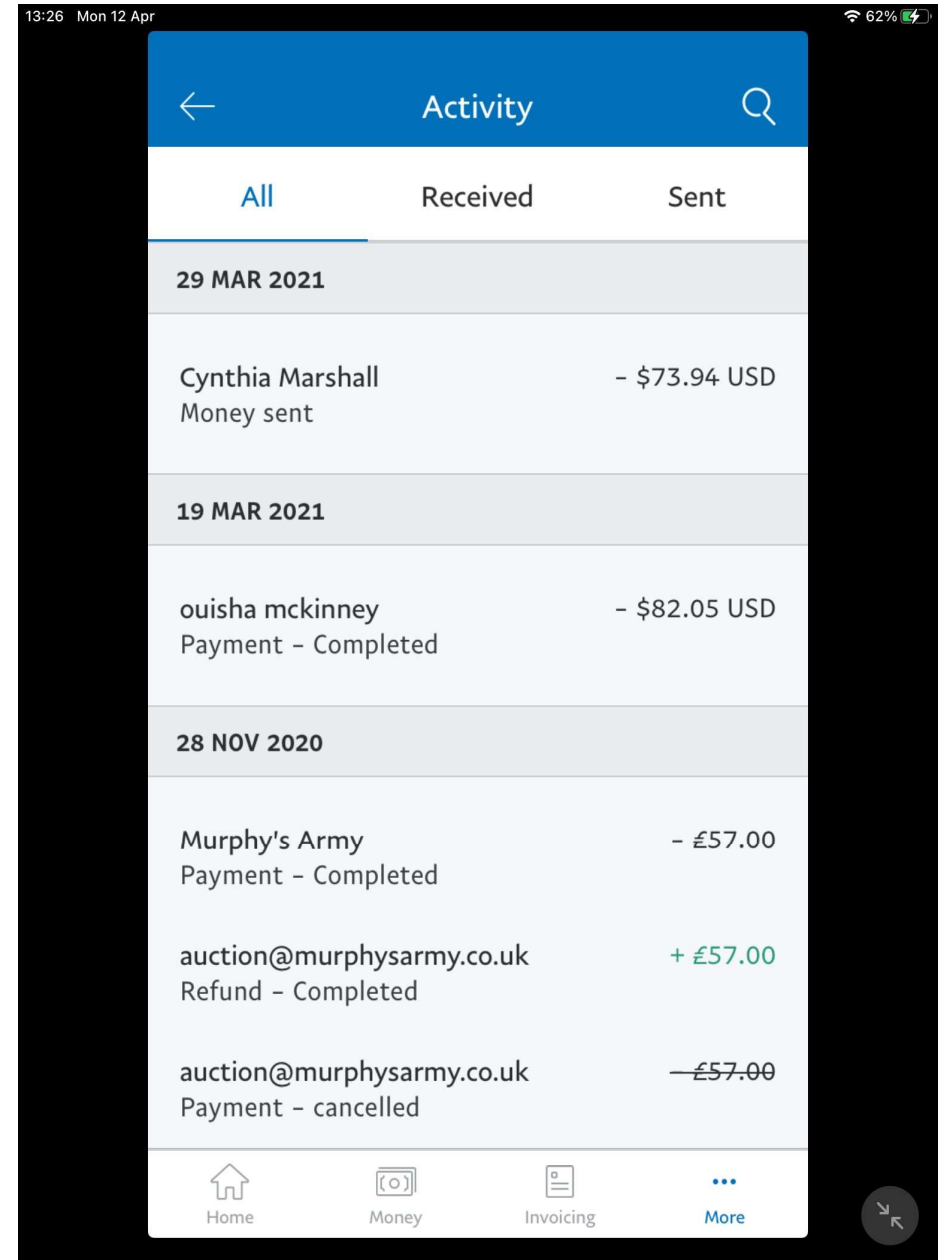 13:26 Mon 12 Apr 62%
Activity
All Received Sent
29 MAR 2021
Cynthia Marshall - $73.94 USD
Money sent
19 MAR 2021
ouisha mckinney - $82.05 USD
Payment - Completed
28 NOV 2020
Murphy's Army - £57.00
Payment - Completed
auction@murphysarmy.co.uk + £57.00
Refund - Completed
auction@murphysarmy.co.uk - £57.00
Payment - cancelled
Home Money Invoicing More